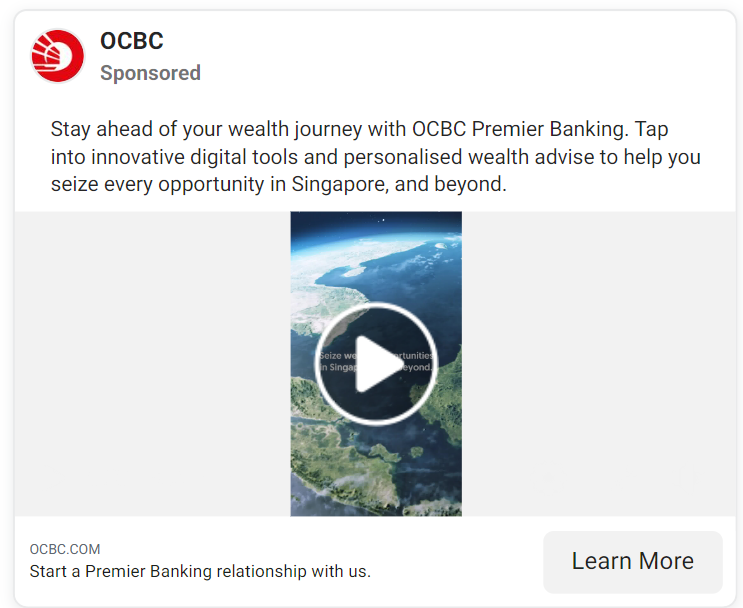 OCBC
Sponsored
Stay ahead of your wealth journey with OCBC Premier Banking. Tap
into innovative digital tools and personalised wealth advise to help you
seize every opportunity in Singapore, and beyond.
Seize
in
OCBC.COM
Start a Premier Banking relationship with us.
Learn More